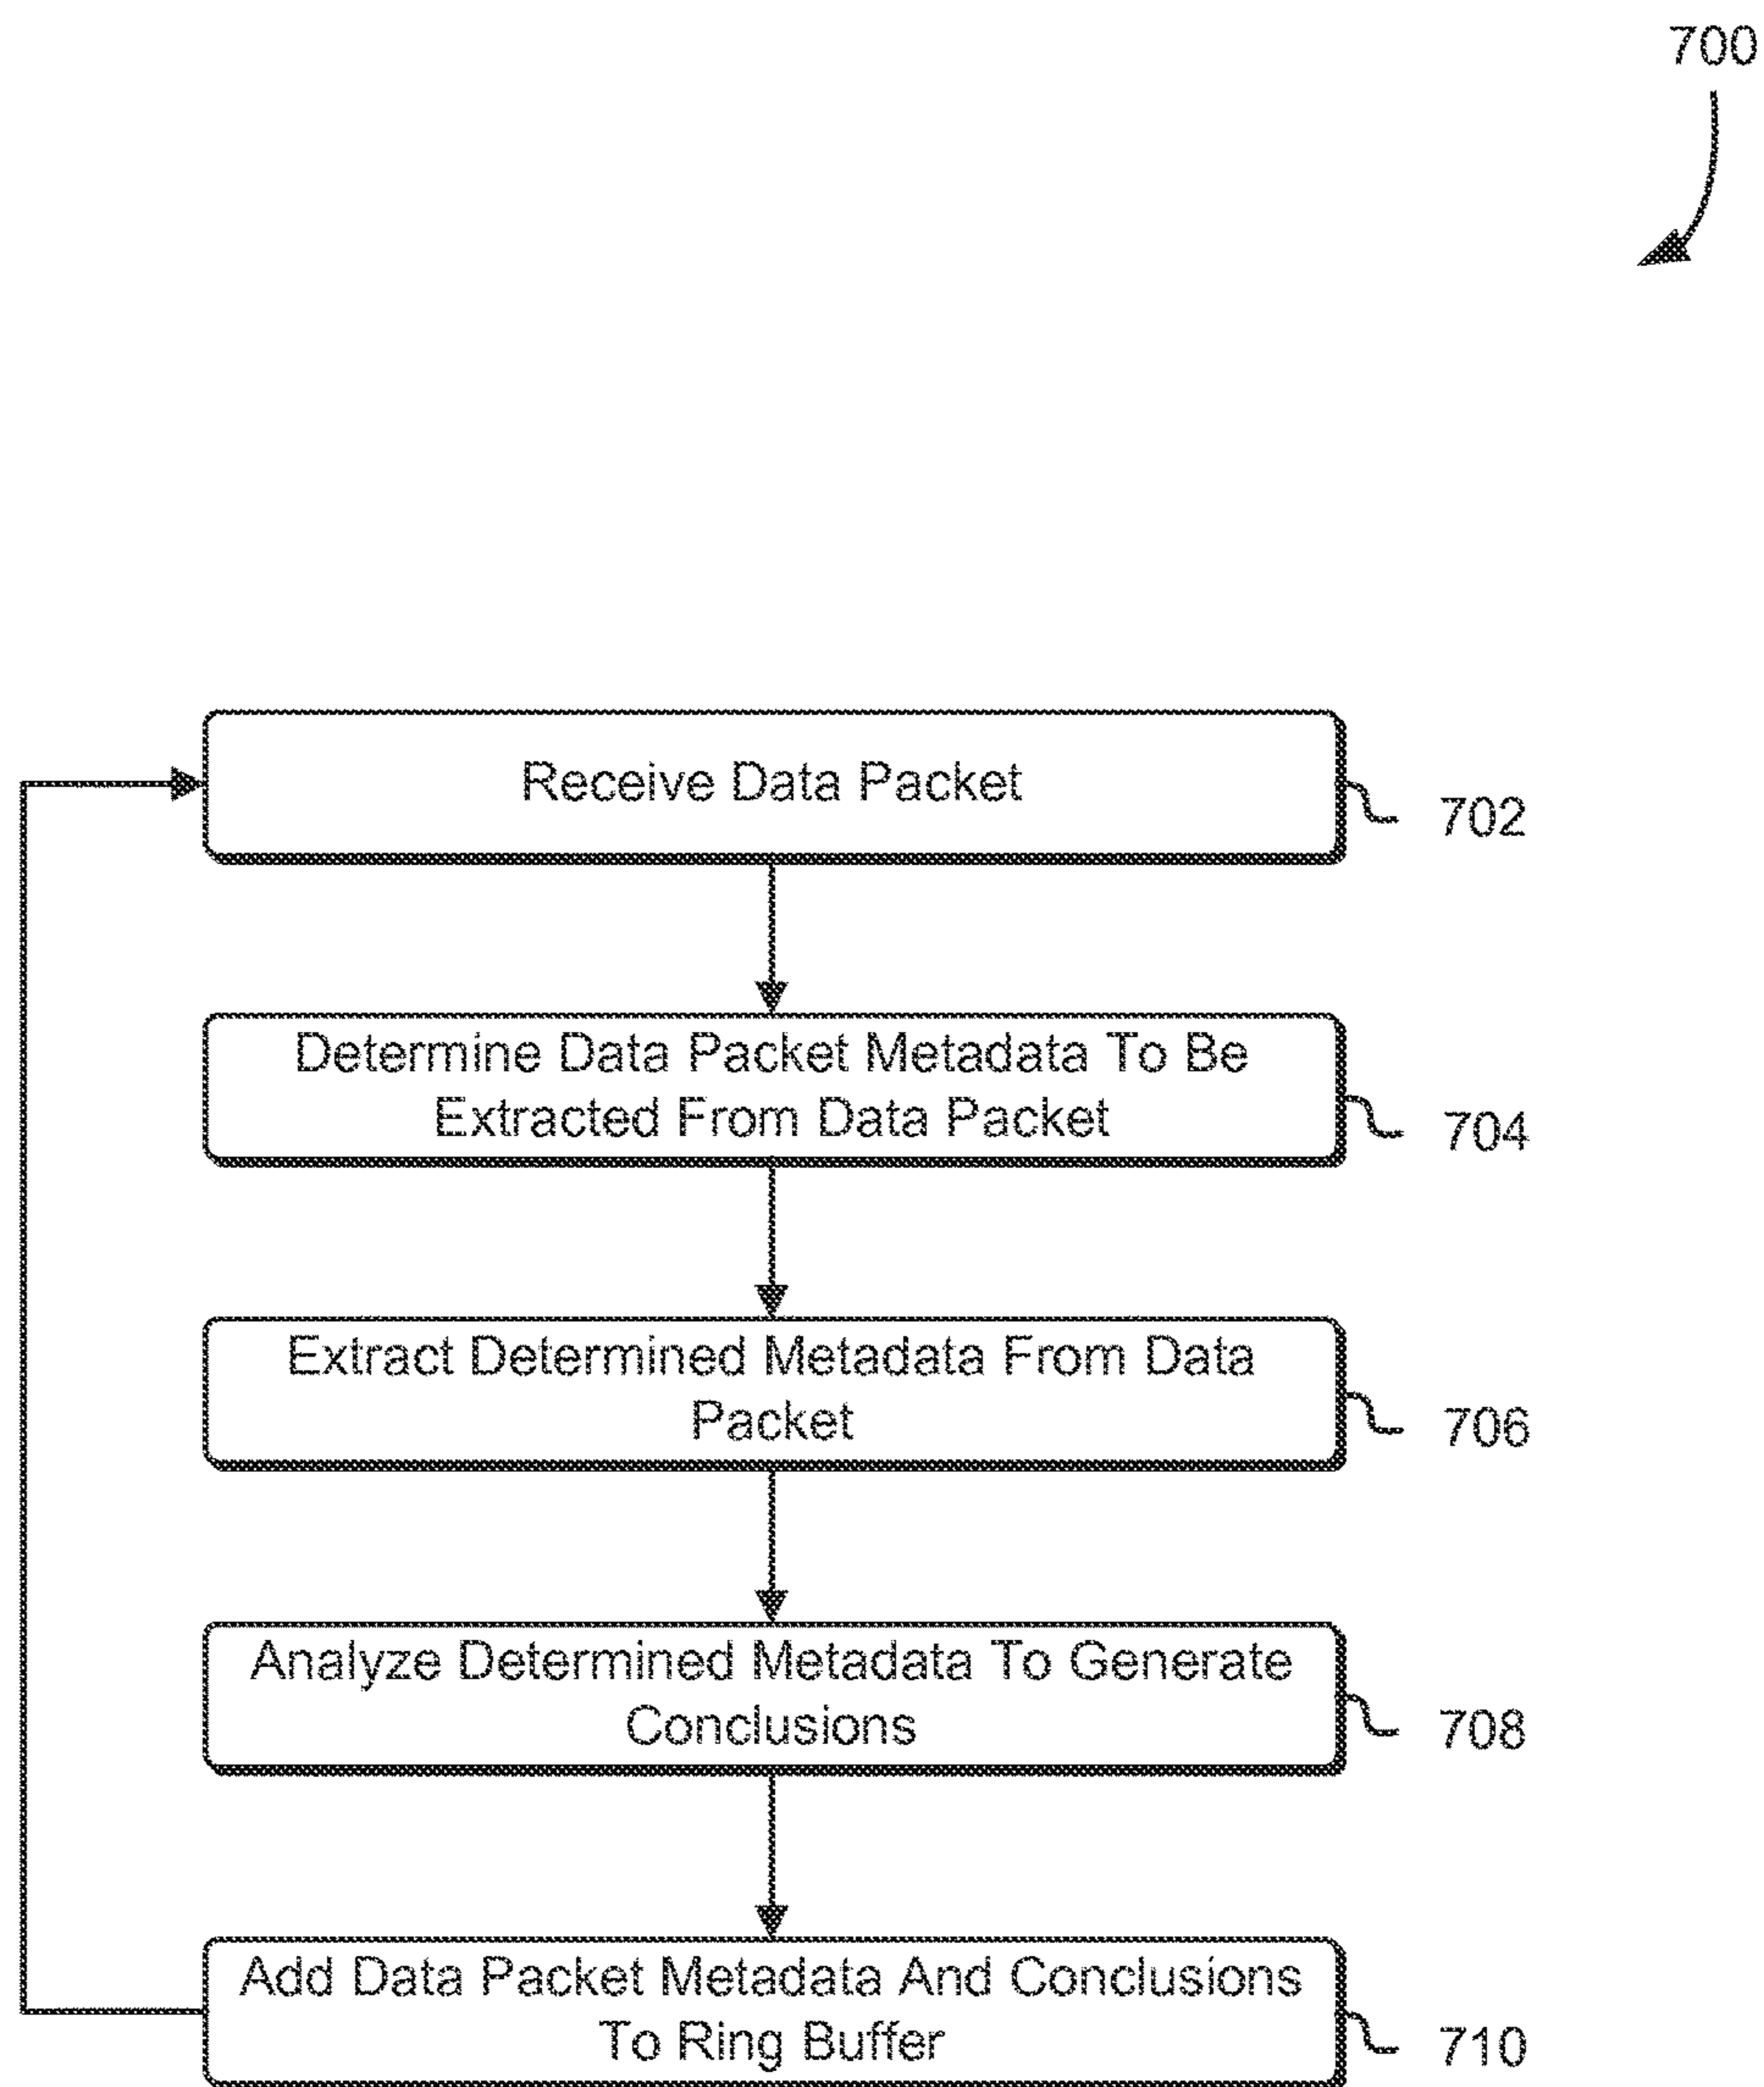 700
Receive Data Packet
702
Determine Data Packet Metadata To Be
Extracted From Data Packet
704
Extract Determined Metadata From Data
Packet
706
Analyze Determined Metadata To Generate
Conclusions
708
Add Data Packet Metadata And Conclusions
To Ring Buffer
710